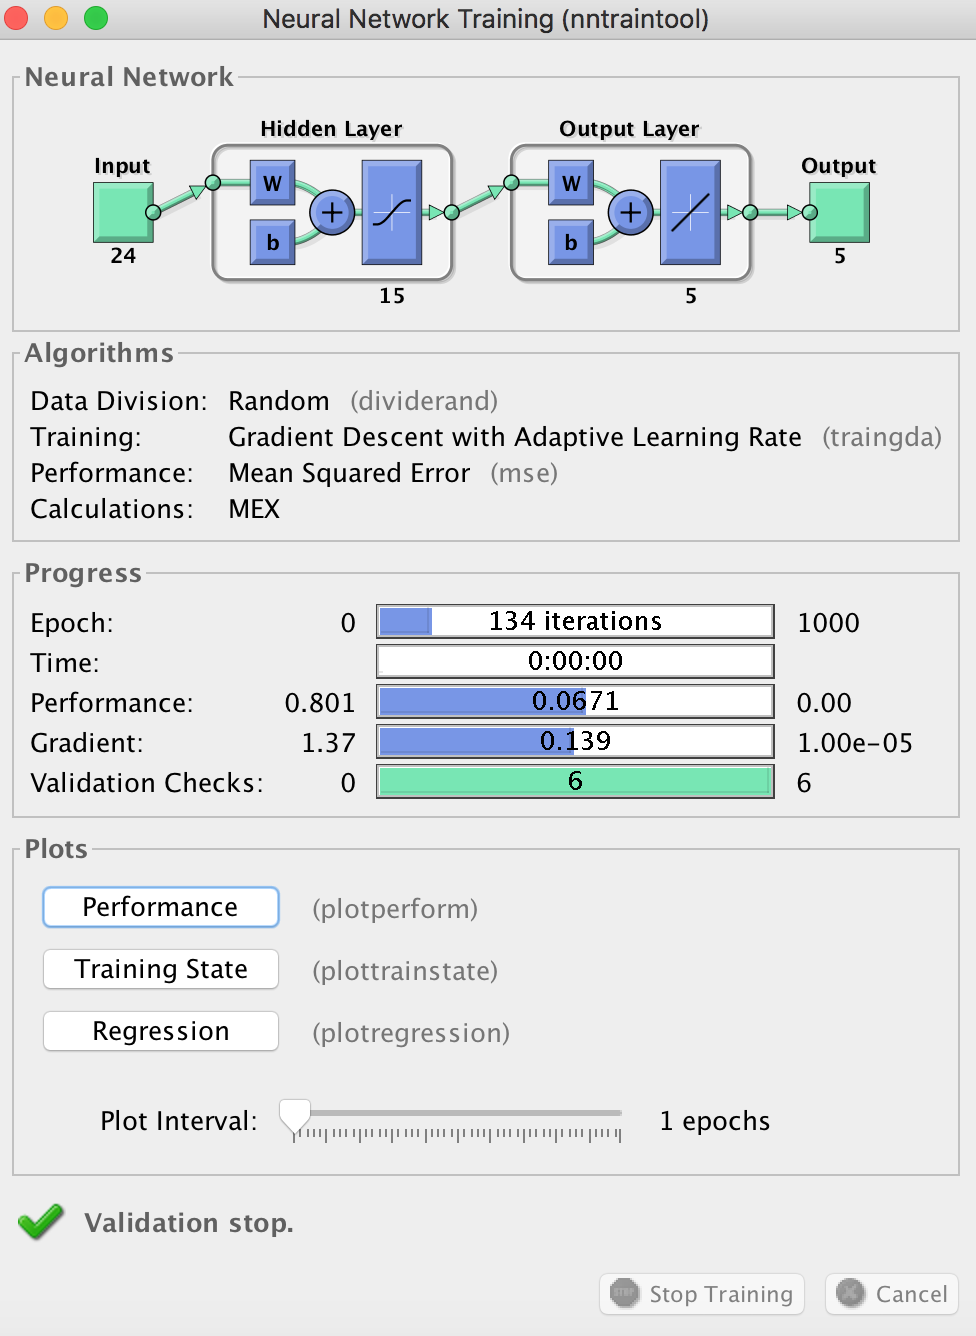 Neural Network Training (nntraintool)
Neural Network
Hidden Layer
Output Layer
Input
Output
W
b
+
W
b
+
24
15
5
5
Algorithms
Data Division: Random (dividerand)
Training: Gradient Descent with Adaptive Learning Rate (traingda)
Performance: Mean Squared Error (mse)
Calculations: MEX
Progress
Epoch: 0 134 iterations 1000
Time: 0:00:00
Performance: 0.801 0.0671 0.00
Gradient: 1.37 0.139 1.00e-05
Validation Checks: 0 6 6
Plots
Performance (plotperform)
Training State (plottrainstate)
Regression (plotregression)
Plot Interval: 1 epochs
Validation stop.
STOP Stop Training Cancel